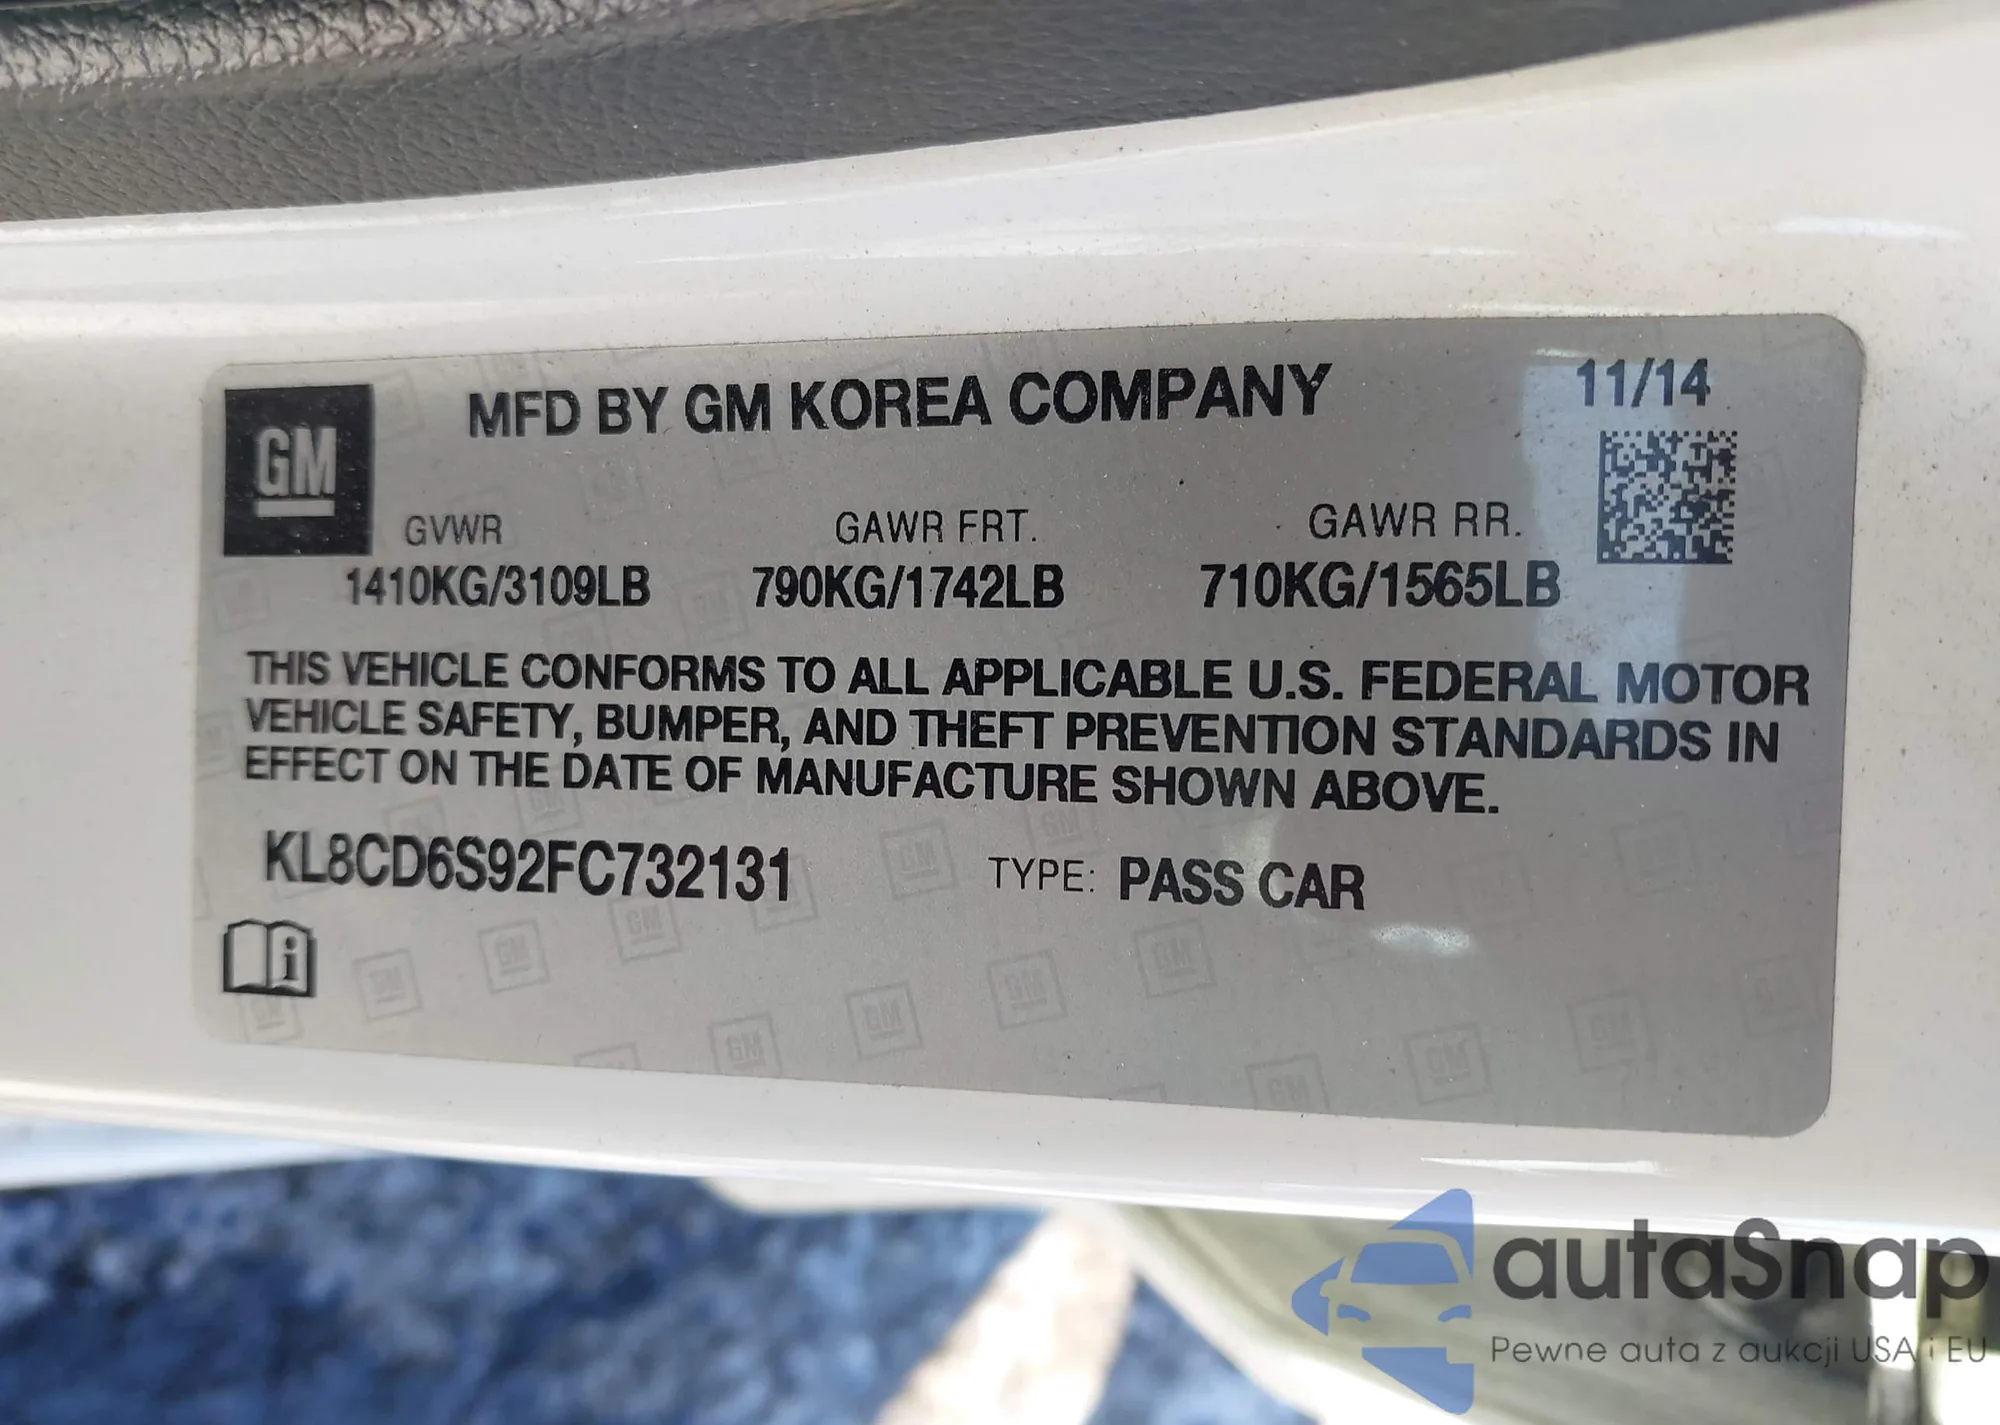 MFD BY GM KOREA COMPANY
11/14
GM
GVWR
GAWR FRT.
GAWR RR.
1410KG/3109LB
790KG/1742LB
710KG/1565LB
THIS VEHICLE CONFORMS TO ALL APPLICABLE U.S. FEDERAL MOTOR
VEHICLE SAFETY, BUMPER, AND THEFT PREVENTION STANDARDS IN
EFFECT ON THE DATE OF MANUFACTURE SHOWN ABOVE.
KL8CD6S92FC732131
TYPE: PASS CAR
autaSnap
Pewne auta z aukcji USA i EU